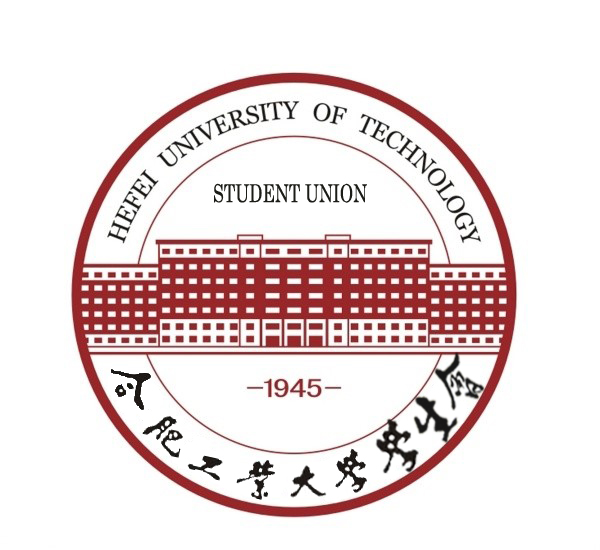 HEFEI UNIVERSITY OF TECHNOLOGY
STUDENT UNION
-1945-
合肥工业大学学生会